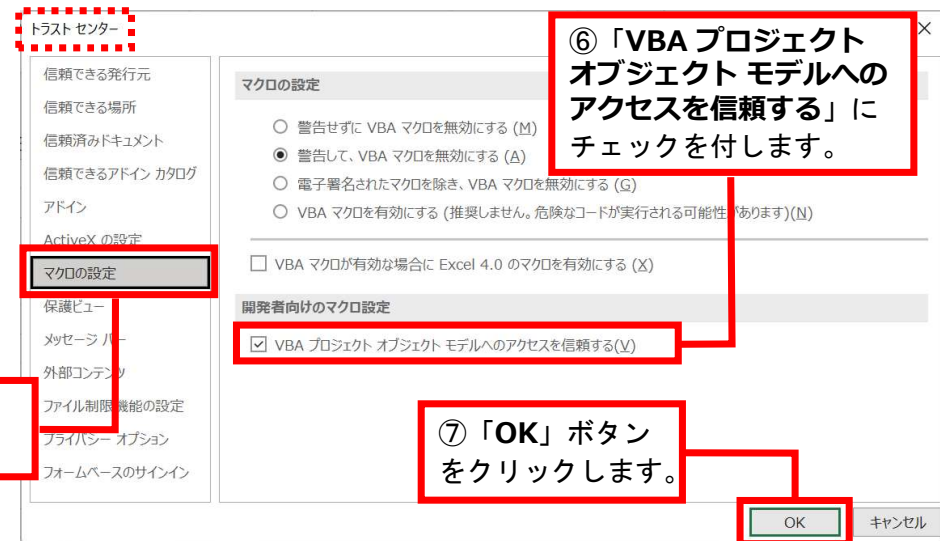 トラスト センター
信頼できる発行元
信頼できる場所
信頼済みドキュメント
信頼できるアドイン カタログ
アドイン
ActiveX の設定
マクロの設定
保護ビュー
メッセージ バー
外部コンテンツ
ファイル制限機能の設定
プライバシー オプション
フォームベースのサインイン
マクロの設定
警告せずに VBA マクロを無効にする (M)
警告して、VBA マクロを無効にする (A)
電子署名されたマクロを除き、VBA マクロを無効にする (G)
VBA マクロを有効にする (推奨しません。危険なコードが実行される可能性があります)(N)
VBA マクロが有効な場合に Excel 4.0 のマクロを有効にする (X)
開発者向けのマクロ設定
VBA プロジェクト オブジェクト モデルへのアクセスを信頼する(V)
⑥「VBA プロジェクト
オブジェクト モデルへの
アクセスを信頼する」に
チェックを付します。
⑦「OK」ボタン
をクリックします。
OK
キャンセル